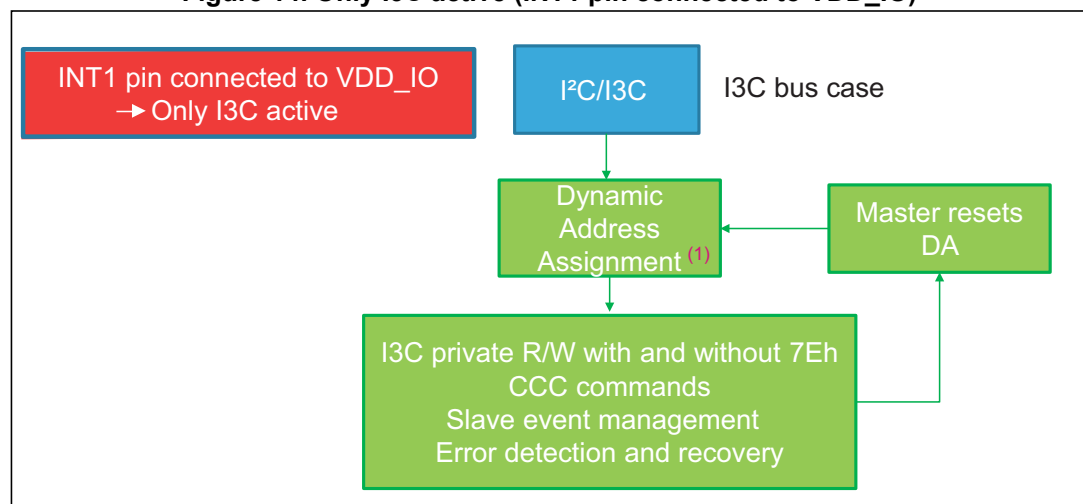 INT1 pin connected to VDD_IO
→ Only I3C active
I²C/I3C
I3C bus case
Dynamic
Address
Assignment (1)
Master resets
DA
I3C private R/W with and without 7Eh
CCC commands
Slave event management
Error detection and recovery